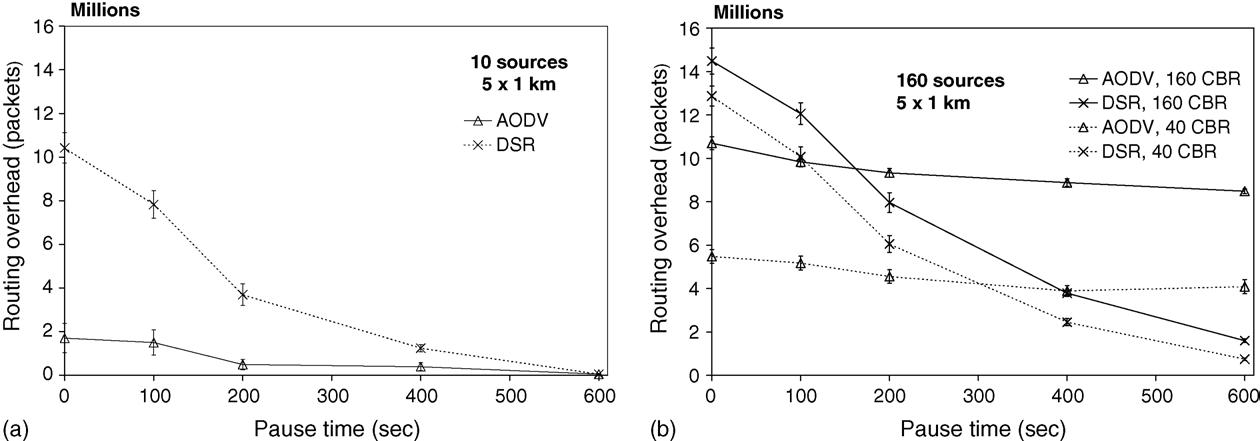 Millions
16
14
12
10
8
6
4
2
0
Routing overhead (packets)
10 sources
5 x 1 km
AODV
DSR
0 100 200 300 400 500 600
Pause time (sec)
(a)
Millions
16
14
12
10
8
6
4
2
0
Routing overhead (packets)
160 sources
5 x 1 km
AODV, 160 CBR
DSR, 160 CBR
AODV, 40 CBR
DSR, 40 CBR
0 100 200 300 400 500 600
Pause time (sec)
(b)